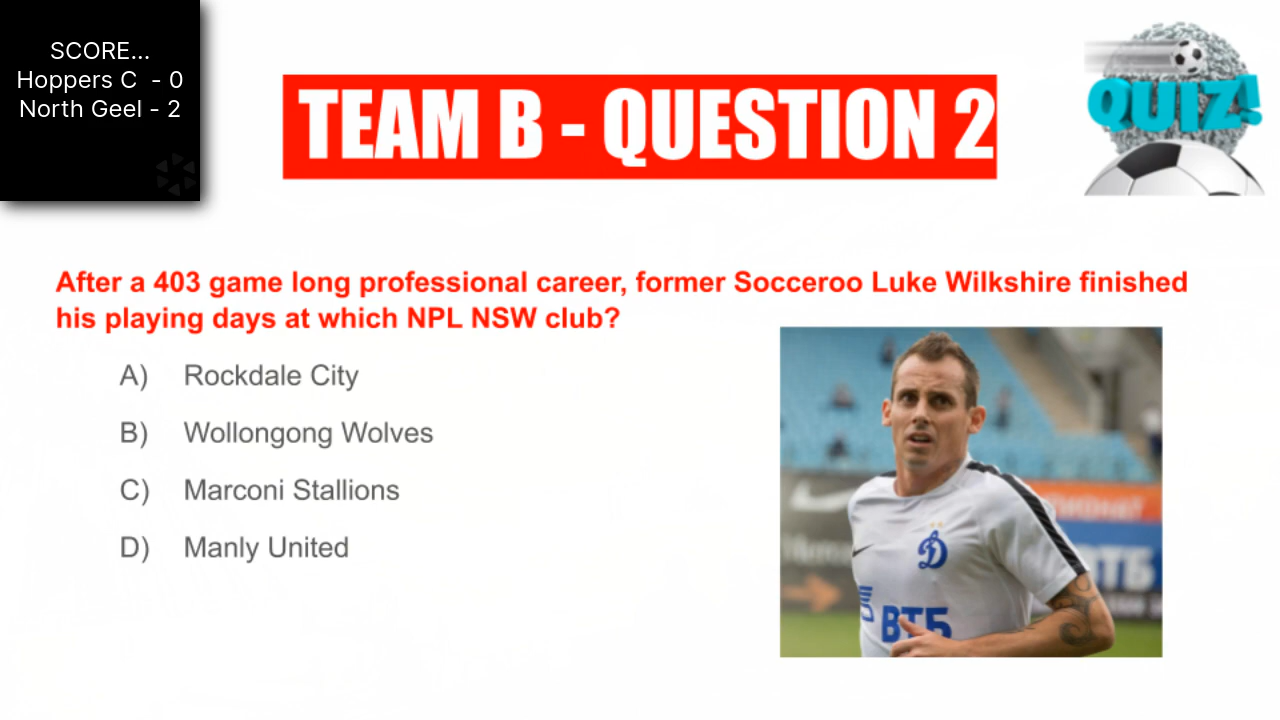 SCORE...
Hoppers C - 0
North Geel - 2
TEAM B - QUESTION 2
QUIZ!
After a 403 game long professional career, former Socceroo Luke Wilkshire finished
his playing days at which NPL NSW club?
A) Rockdale City
B) Wollongong Wolves
C) Marconi Stallions
D) Manly United
ВТБ